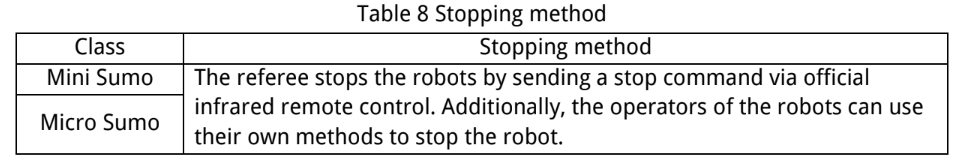 Table 8 Stopping method
Class Stopping method
Mini Sumo The referee stops the robots by sending a stop command via official
infrared remote control. Additionally, the operators of the robots can use
Micro Sumo
their own methods to stop the robot.